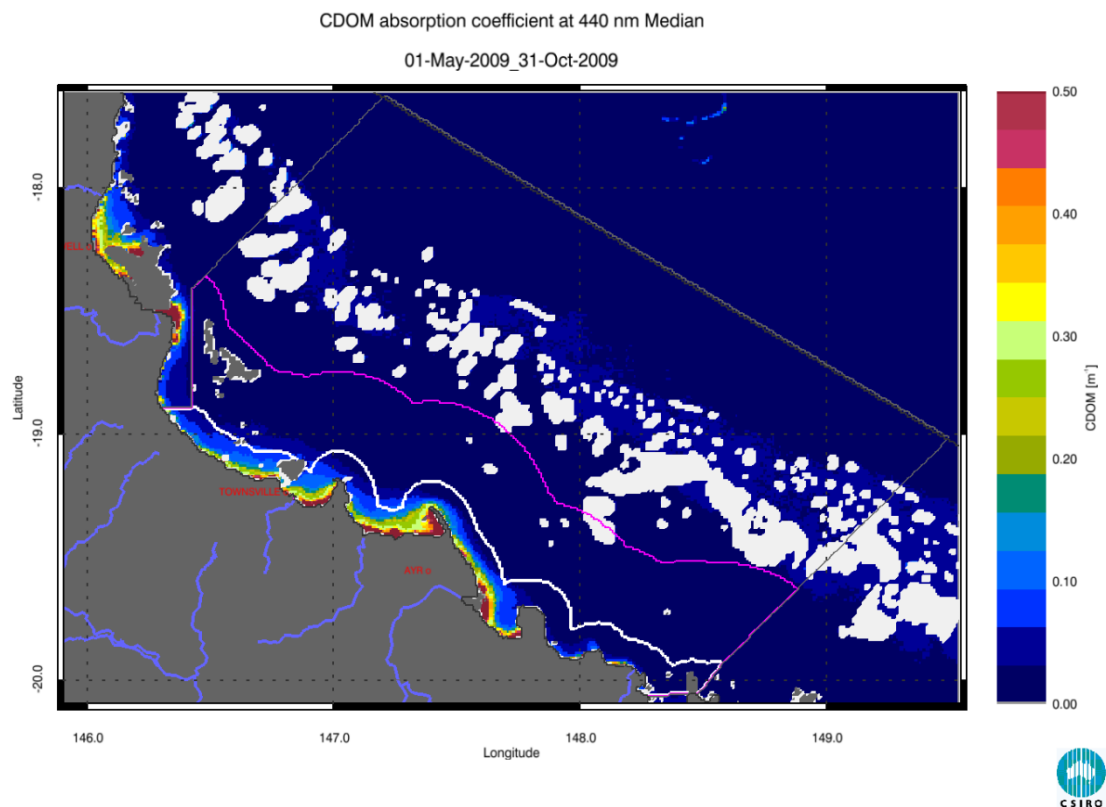 CDOM absorption coefficient at 440 nm Median
01-May-2009_31-Oct-2009
0.50
0.40
0.30
0.20
0.10
0.00
CDOM [m⁻¹]
Latitude
-18.0
-19.0
-20.0
TOWNSVILLE
AYR o
146.0
147.0
148.0
149.0
Longitude
CSIRO